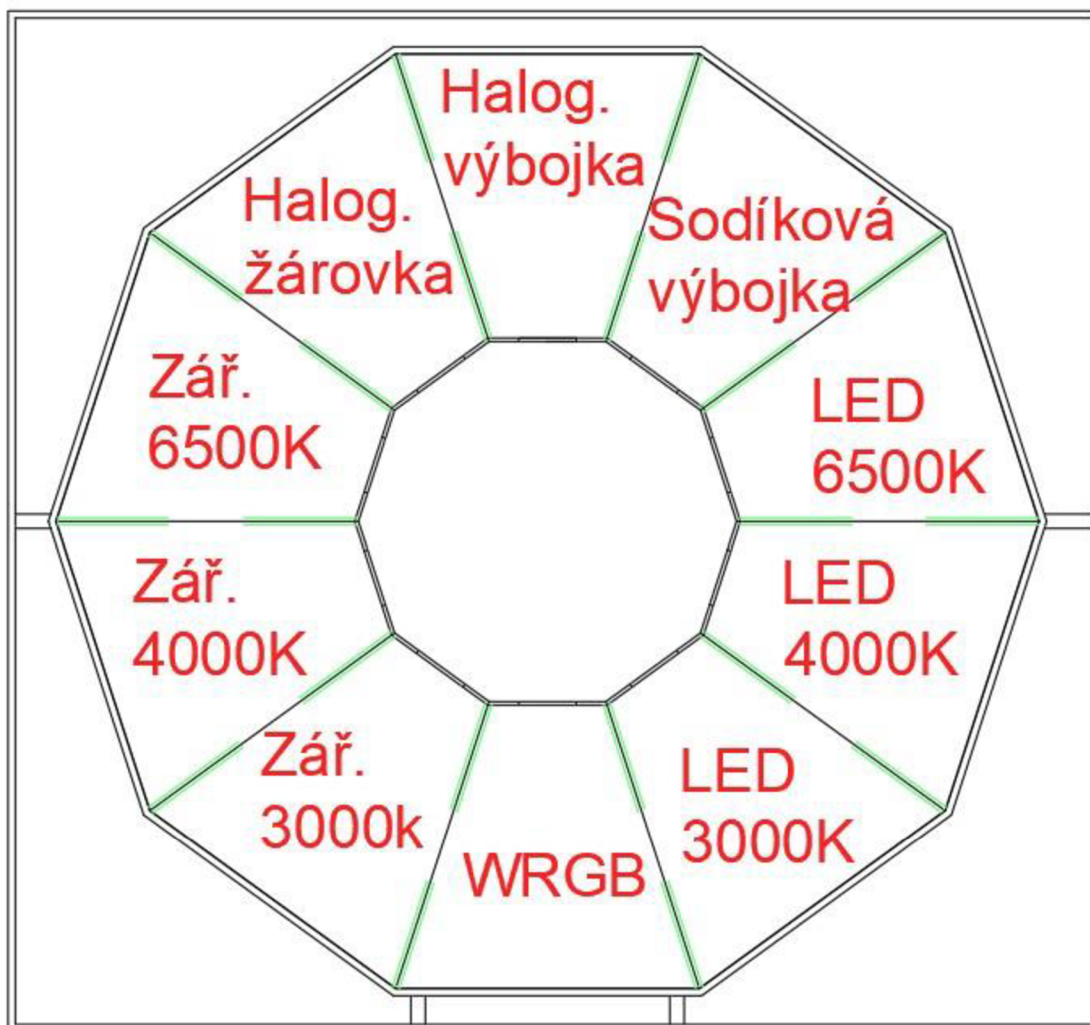 Halog.
výbojka
Halog.
žárovka
Sodíková
výbojka
Zář.
6500K
LED
6500K
Zář.
4000K
LED
4000K
Zář.
3000k
LED
3000K
WRGB